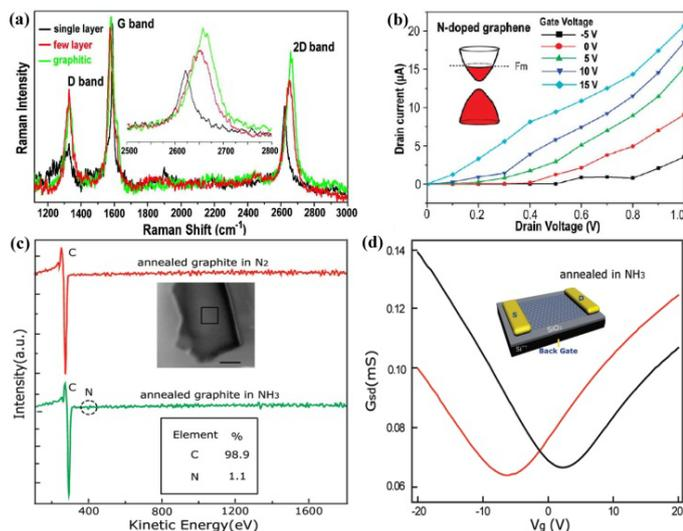 (a)
G band
single layer
few layer
graphitic
2D band
D band
Raman Intensity
2500 2600 2700 2800
1200 1400 1600 1800 2000 2200 2400 2600 2800 3000
Raman Shift (cm-1)
(b)
N-doped graphene
Gate Voltage
-5 V
0 V
5 V
10 V
15 V
Fm
Drain current (μA)
25
20
15
10
5
0
0.0 0.2 0.4 0.6 0.8 1.0
Drain Voltage (V)
(c)
C
annealed graphite in N2
C
N
annealed graphite in NH3
Element %
C 98.9
N 1.1
Intensity(a.u.)
400 800 1200 1600
Kinetic Energy(eV)
(d)
annealed in NH3
S
D
SiO2
Back Gate
Gsd(mS)
0.14
0.12
0.10
0.08
0.06
-20 -10 0 10 20
Vg (V)